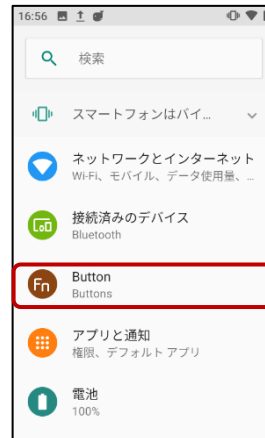 16:56
検索
スマートフォンはバイ...
ネットワークとインターネット
Wi-Fi、モバイル、データ使用量、...
接続済みのデバイス
Bluetooth
Fn
Button
Buttons
アプリと通知
権限、デフォルト アプリ
電池
100%